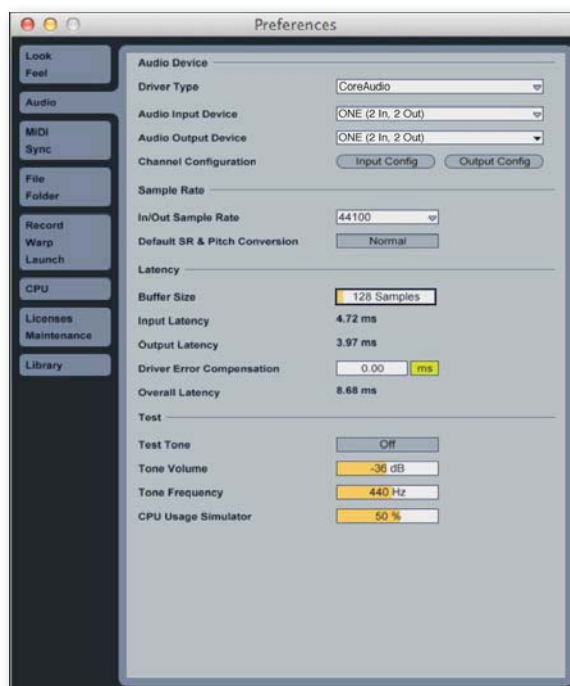 Preferences
Look
Feel
Audio
MIDI
Sync
File
Folder
Record
Warp
Launch
CPU
Licenses
Maintenance
Library
Audio Device
Driver Type CoreAudio
Audio Input Device ONE (2 In, 2 Out)
Audio Output Device ONE (2 In, 2 Out)
Channel Configuration Input Config Output Config
Sample Rate
In/Out Sample Rate 44100
Default SR & Pitch Conversion Normal
Latency
Buffer Size 128 Samples
Input Latency 4.72 ms
Output Latency 3.97 ms
Driver Error Compensation 0.00 ms
Overall Latency 8.68 ms
Test
Test Tone Off
Tone Volume -36 dB
Tone Frequency 440 Hz
CPU Usage Simulator 50 %